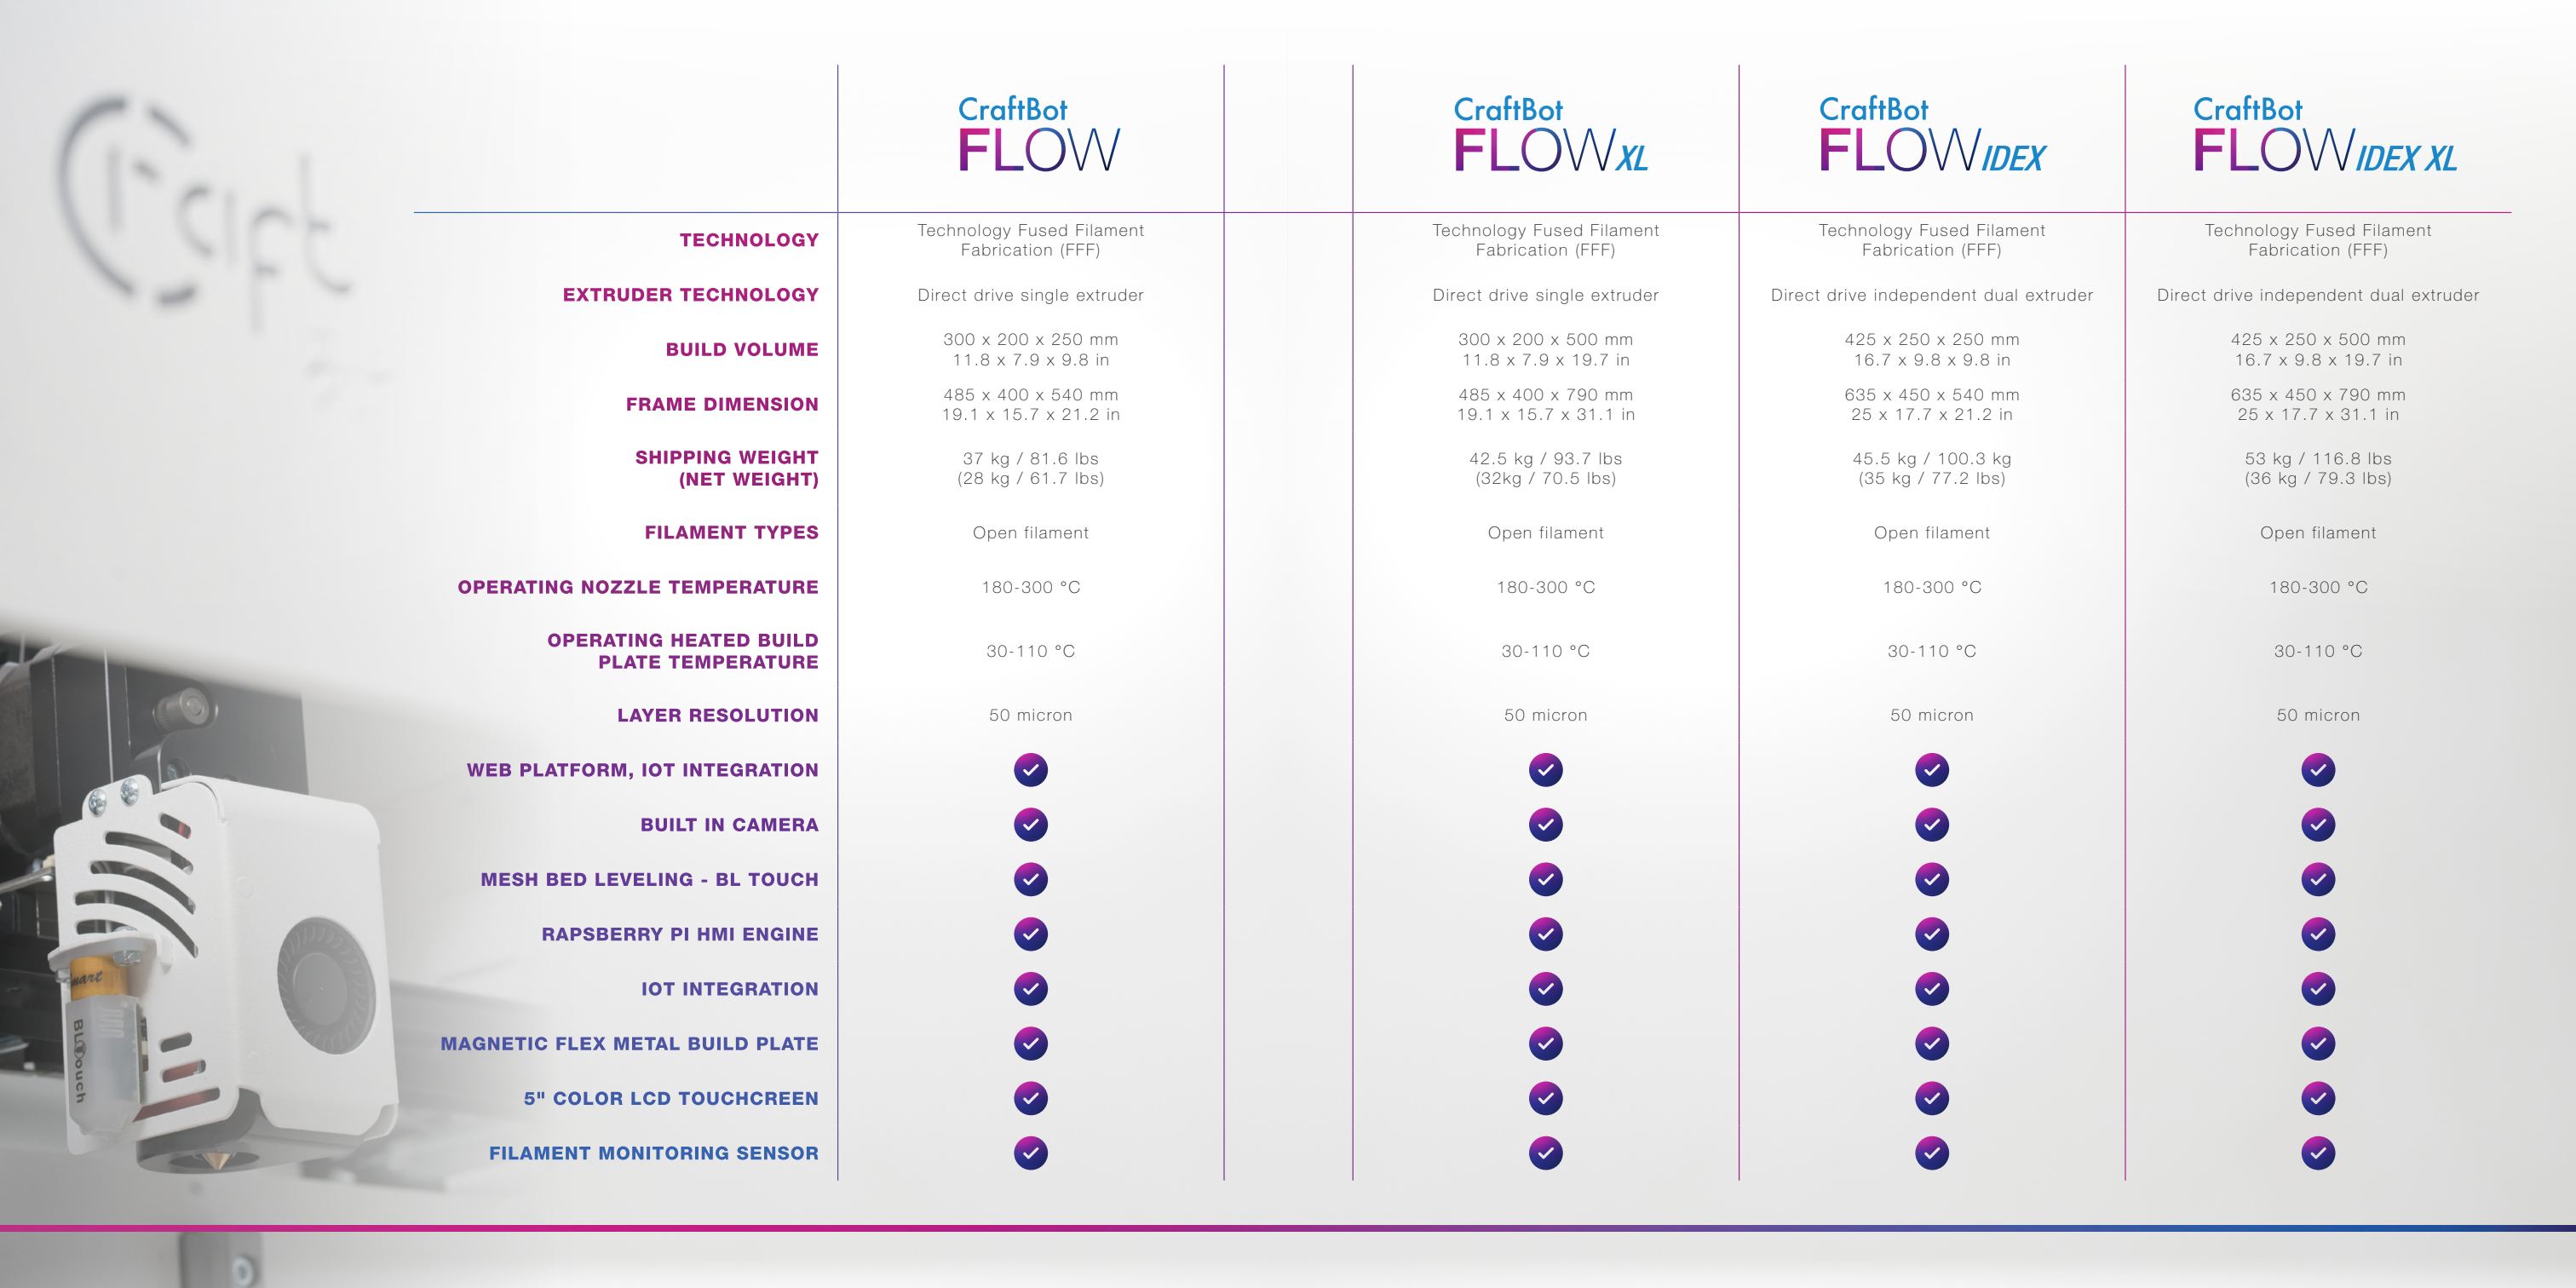 Craft
CraftBot
FLOW
CraftBot
FLOW XL
CraftBot
FLOW IDEX
CraftBot
FLOW IDEX XL
TECHNOLOGY
Technology Fused Filament
Fabrication (FFF)
Technology Fused Filament
Fabrication (FFF)
Technology Fused Filament
Fabrication (FFF)
Technology Fused Filament
Fabrication (FFF)
EXTRUDER TECHNOLOGY
Direct drive single extruder
Direct drive single extruder
Direct drive independent dual extruder
Direct drive independent dual extruder
BUILD VOLUME
300 x 200 x 250 mm
11.8 x 7.9 x 9.8 in
300 x 200 x 500 mm
11.8 x 7.9 x 19.7 in
425 x 250 x 250 mm
16.7 x 9.8 x 9.8 in
425 x 250 x 500 mm
16.7 x 9.8 x 19.7 in
FRAME DIMENSION
485 x 400 x 540 mm
19.1 x 15.7 x 21.2 in
485 x 400 x 790 mm
19.1 x 15.7 x 31.1 in
635 x 450 x 540 mm
25 x 17.7 x 21.2 in
635 x 450 x 790 mm
25 x 17.7 x 31.1 in
SHIPPING WEIGHT
(NET WEIGHT)
37 kg / 81.6 lbs
(28 kg / 61.7 lbs)
42.5 kg / 93.7 lbs
(32kg / 70.5 lbs)
45.5 kg / 100.3 kg
(35 kg / 77.2 lbs)
53 kg / 116.8 lbs
(36 kg / 79.3 lbs)
FILAMENT TYPES
Open filament
Open filament
Open filament
Open filament
OPERATING NOZZLE TEMPERATURE
180-300 °C
180-300 °C
180-300 °C
180-300 °C
OPERATING HEATED BUILD
PLATE TEMPERATURE
30-110 °C
30-110 °C
30-110 °C
30-110 °C
LAYER RESOLUTION
50 micron
50 micron
50 micron
50 micron
WEB PLATFORM, IOT INTEGRATION
BUILT IN CAMERA
MESH BED LEVELING - BL TOUCH
RAPSBERRY PI HMI ENGINE
IOT INTEGRATION
MAGNETIC FLEX METAL BUILD PLATE
5" COLOR LCD TOUCHCREEN
FILAMENT MONITORING SENSOR
mart
BLTouch